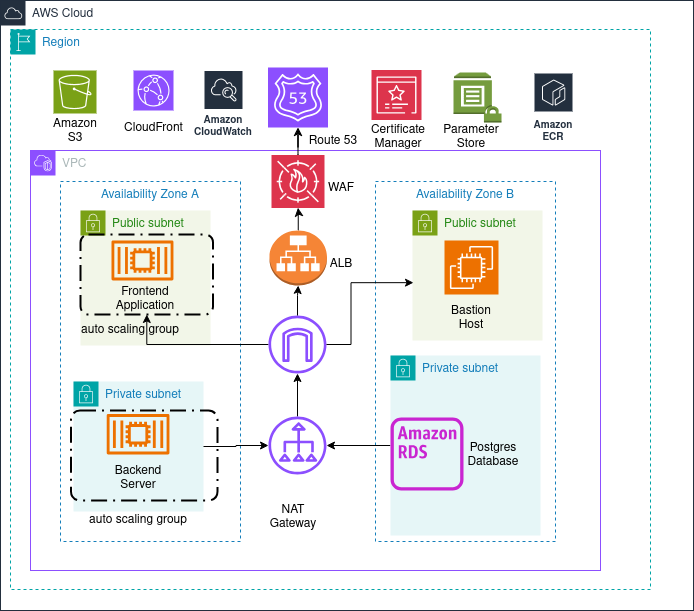 AWS Cloud
Region
Amazon
S3
CloudFront
Amazon
CloudWatch
53
Route 53
Certificate
Manager
Parameter
Store
Amazon
ECR
VPC
WAF
Availability Zone A
Availability Zone B
Public subnet
Public subnet
Frontend
Application
auto scaling group
ALB
Bastion
Host
Private subnet
Private subnet
Backend
Server
auto scaling group
Amazon
RDS
Postgres
Database
NAT
Gateway